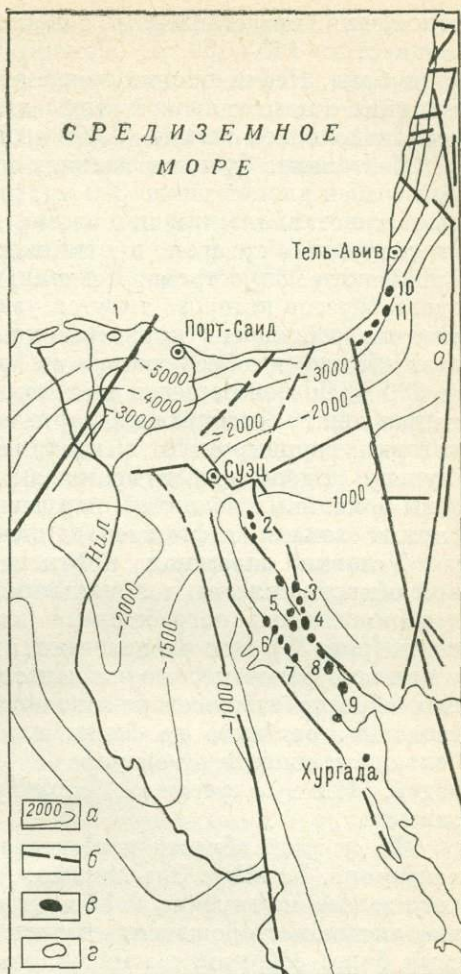 СРЕДИЗЕМНОЕ
МОРЕ
Тель-Авив
10
11
1
Порт-Саид
-5000
-4000
-3000
-3000
-2000
-2000
Суэц
-1000
Нил
2
3
5
4
6
7
8
9
-2000
-1500
-1000
Хургада
2000 а
б
в
г